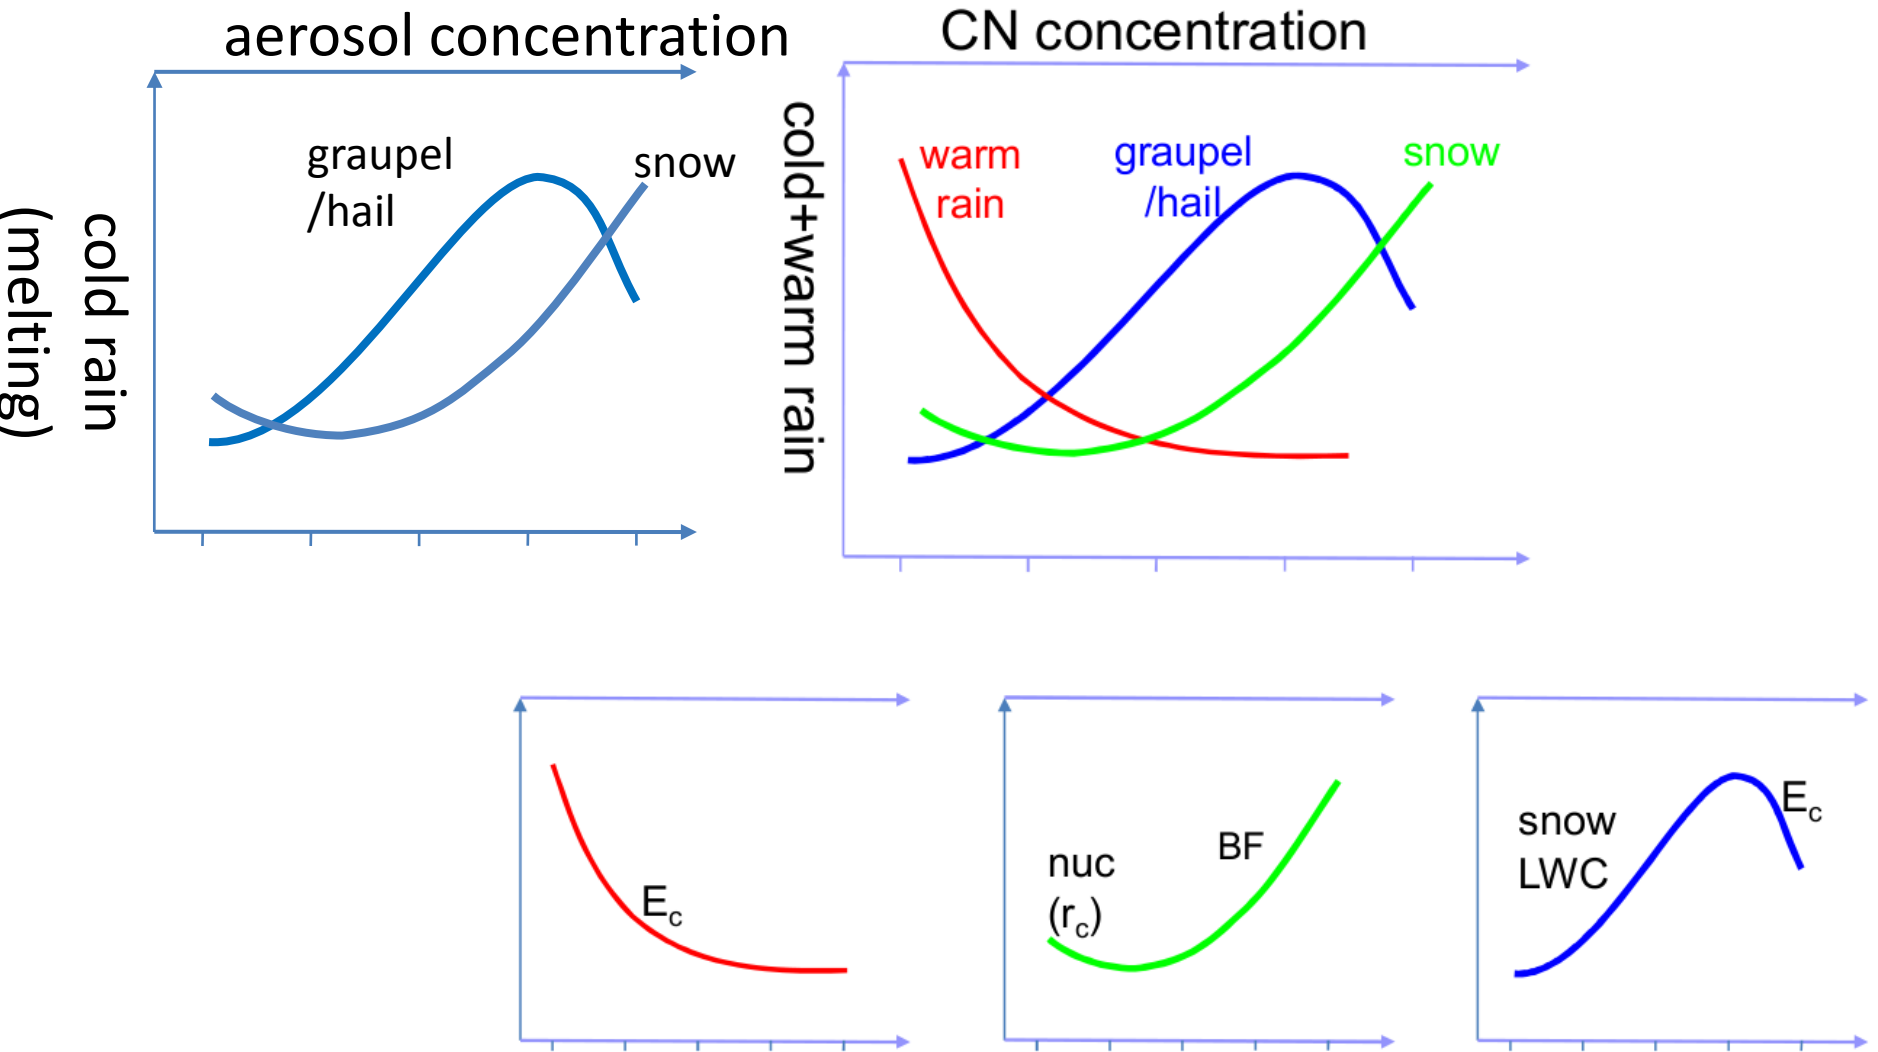 aerosol concentration
cold rain
(melting)
graupel
/hail
snow
CN concentration
cold+warm rain
warm
rain
graupel
/hail
snow
Ec
nuc
(rc)
BF
snow
LWC
Ec